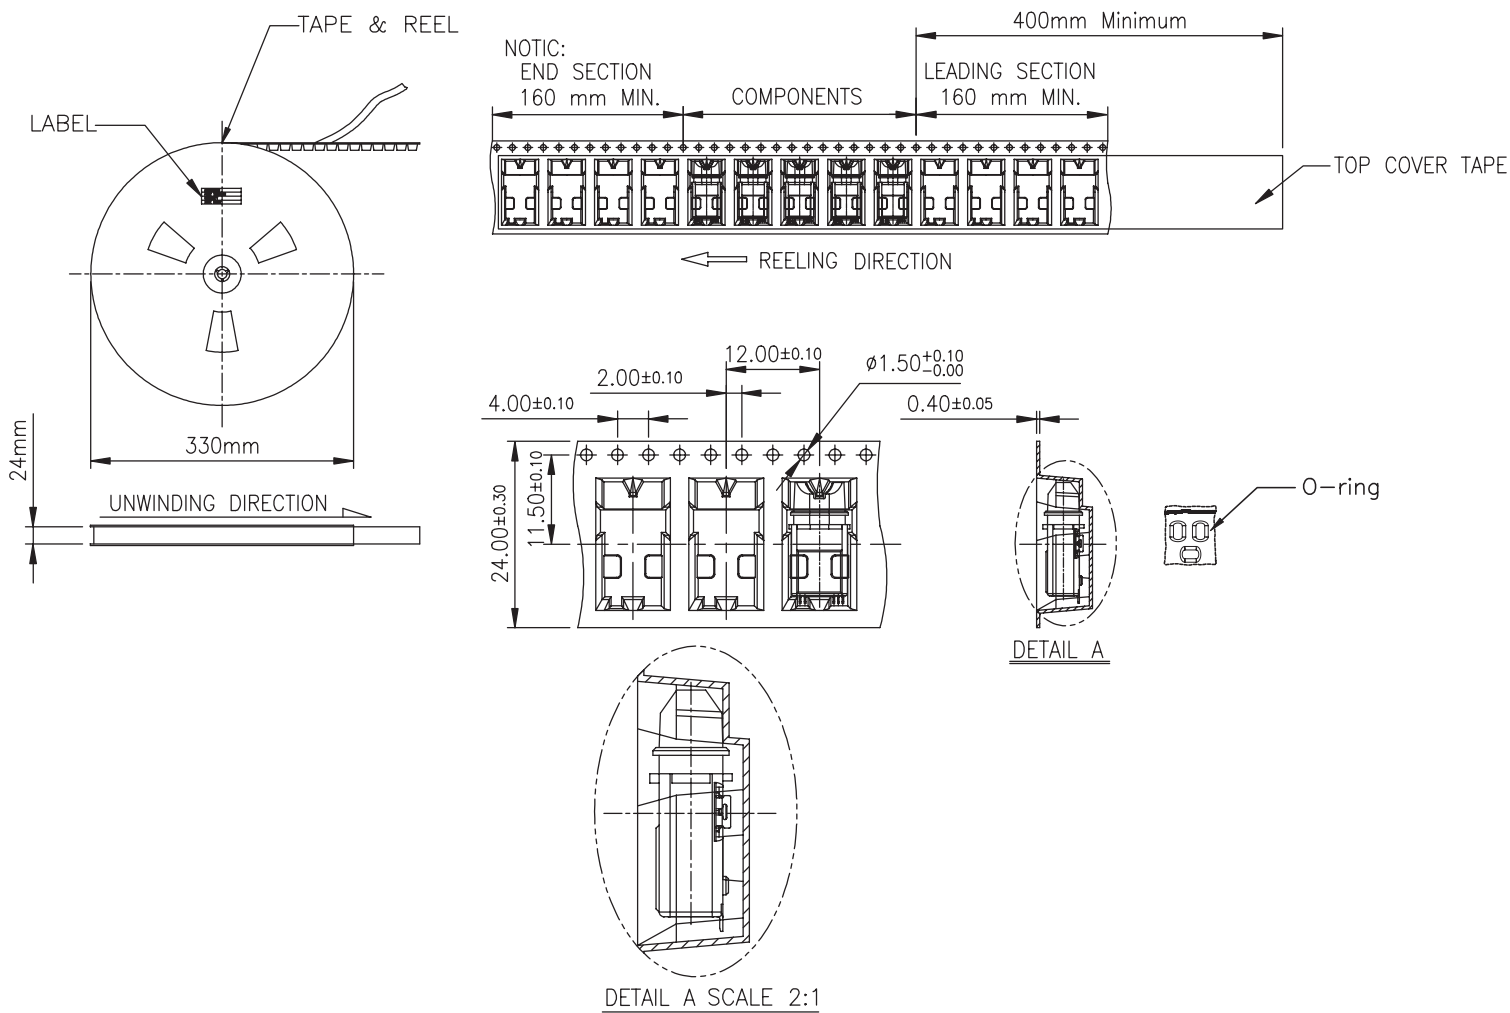 TAPE & REEL
LABEL
330mm
24mm
UNWINDING DIRECTION
NOTIC:
END SECTION
160 mm MIN.
COMPONENTS
LEADING SECTION
160 mm MIN.
400mm Minimum
TOP COVER TAPE
REELING DIRECTION
12.00±0.10
2.00±0.10
4.00±0.10
ø1.50+0.10
-0.00
0.40±0.05
24.00±0.30
11.50±0.10
O-ring
DETAIL A
DETAIL A SCALE 2:1